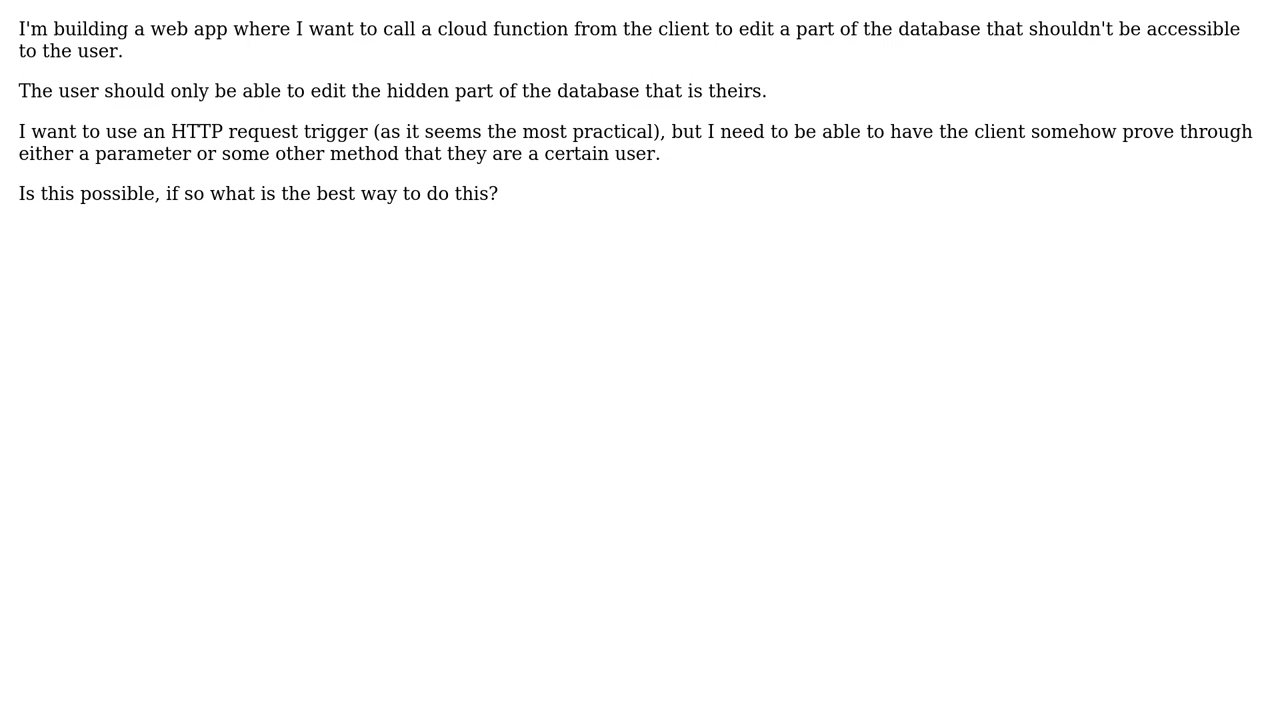 I'm building a web app where I want to call a cloud function from the client to edit a part of the database that shouldn't be accessible
to the user.
The user should only be able to edit the hidden part of the database that is theirs.
I want to use an HTTP request trigger (as it seems the most practical), but I need to be able to have the client somehow prove through
either a parameter or some other method that they are a certain user.
Is this possible, if so what is the best way to do this?